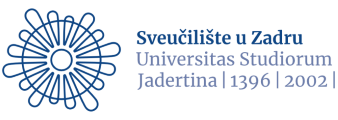 Sveučilište u Zadru
Universitas Studiorum
Jadertina | 1396 | 2002 |